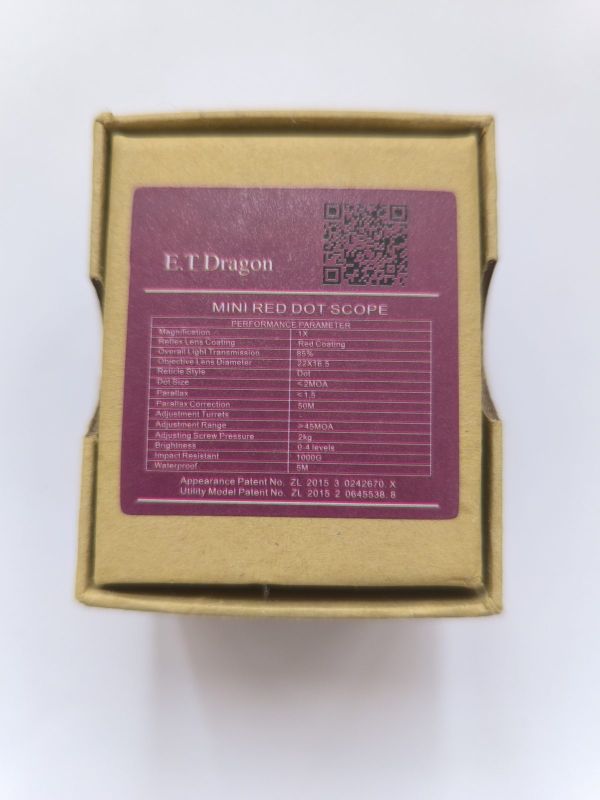 E.T Dragon
MINI RED DOT SCOPE
PERFORMANCE PARAMETER
Magnification 1X
Reflex Lens Coating Red Coating
Overall Light Transmission 85%
Objective Lens Diameter 22X16.5
Reticle Style Dot
Dot Size <2MOA
Parallax <1.5
Parallax Correction 50M
Adjustment Turrets -
Adjustment Range >45MOA
Adjusting Screw Pressure 2kg
Brightness 0-4 levels
Impact Resistant 1000G
Waterproof 5M
Appearance Patent No. ZL 2015 3 0242670.X
Utility Model Patent No. ZL 2015 2 0645538.8